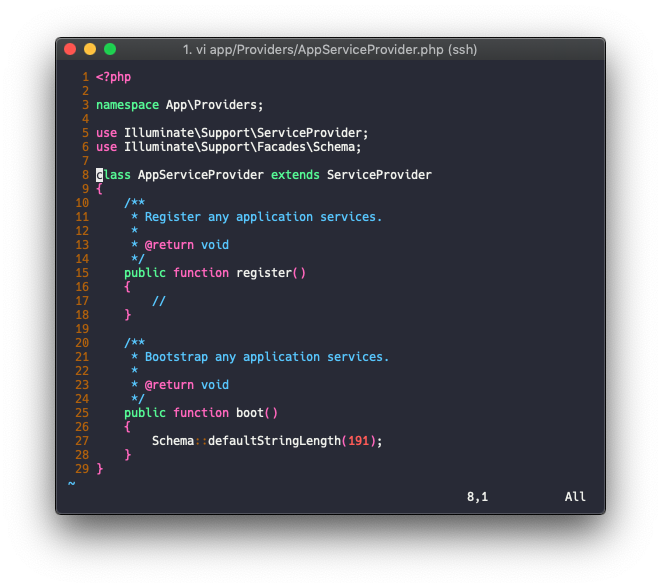 1. vi app/Providers/AppServiceProvider.php (ssh)
1 <?php
2
3 namespace App\Providers;
4
5 use Illuminate\Support\ServiceProvider;
6 use Illuminate\Support\Facades\Schema;
7
8 class AppServiceProvider extends ServiceProvider
9 {
10     /**
11      * Register any application services.
12      *
13      * @return void
14      */
15     public function register()
16     {
17         //
18     }
19
20     /**
21      * Bootstrap any application services.
22      *
23      * @return void
24      */
25     public function boot()
26     {
27         Schema::defaultStringLength(191);
28     }
29 }
~
8,1 All